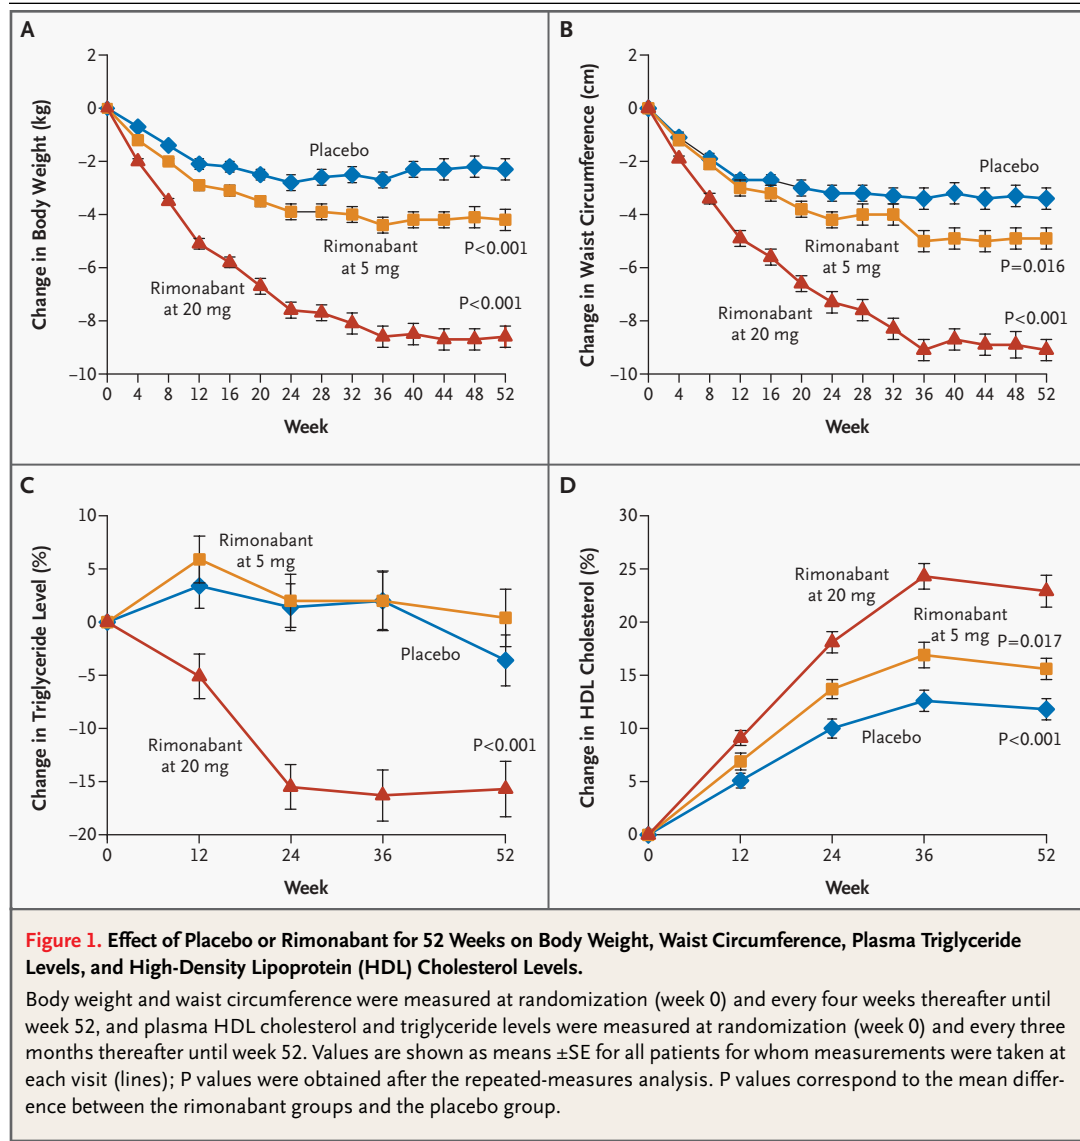 A
2
0
−2
−4
−6
−8
−10
Change in Body Weight (kg)
Placebo
Rimonabant
at 5 mg
P<0.001
Rimonabant
at 20 mg
P<0.001
0 4 8 12 16 20 24 28 32 36 40 44 48 52
Week
B
2
0
−2
−4
−6
−8
−10
Change in Waist Circumference (cm)
Placebo
Rimonabant
at 5 mg
P=0.016
Rimonabant
at 20 mg
P<0.001
0 4 8 12 16 20 24 28 32 36 40 44 48 52
Week
C
10
5
0
−5
−10
−15
−20
Change in Triglyceride Level (%)
Rimonabant
at 5 mg
Placebo
Rimonabant
at 20 mg
P<0.001
0 12 24 36 52
Week
D
30
25
20
15
10
5
0
Change in HDL Cholesterol (%)
Rimonabant
at 20 mg
Rimonabant
at 5 mg
P=0.017
Placebo
P<0.001
0 12 24 36 52
Week
Figure 1. Effect of Placebo or Rimonabant for 52 Weeks on Body Weight, Waist Circumference, Plasma Triglyceride
Levels, and High-Density Lipoprotein (HDL) Cholesterol Levels.
Body weight and waist circumference were measured at randomization (week 0) and every four weeks thereafter until
week 52, and plasma HDL cholesterol and triglyceride levels were measured at randomization (week 0) and every three
months thereafter until week 52. Values are shown as means ±SE for all patients for whom measurements were taken at
each visit (lines); P values were obtained after the repeated-measures analysis. P values correspond to the mean differ-
ence between the rimonabant groups and the placebo group.